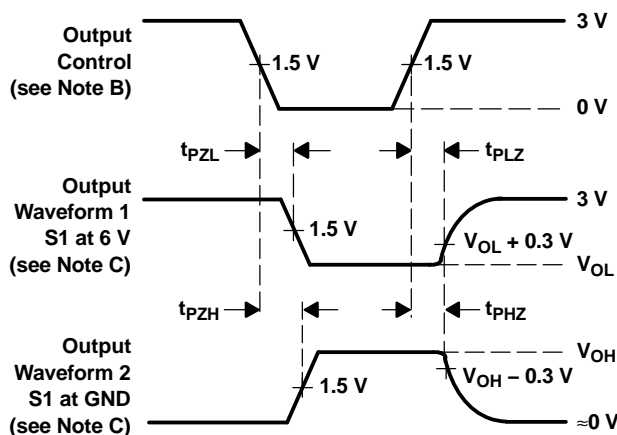 Output
Control
(see Note B)
1.5 V
1.5 V
3 V
0 V
tPZL
tPLZ
Output
Waveform 1
S1 at 6 V
(see Note C)
1.5 V
3 V
VOL + 0.3 V
VOL
tPZH
tPHZ
Output
Waveform 2
S1 at GND
(see Note C)
1.5 V
VOH
VOH − 0.3 V
≈0 V